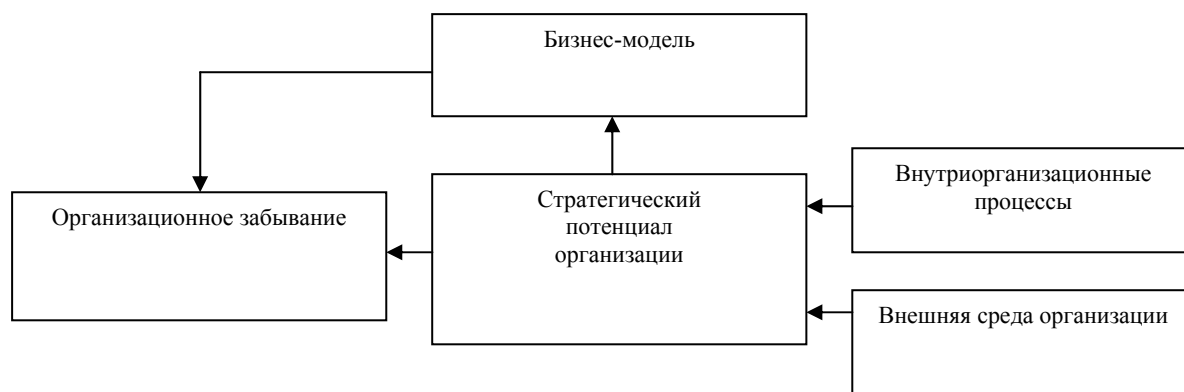 Бизнес-модель
Организационное забывание
Стратегический
потенциал
организации
Внутриорганизационные
процессы
Внешняя среда организации